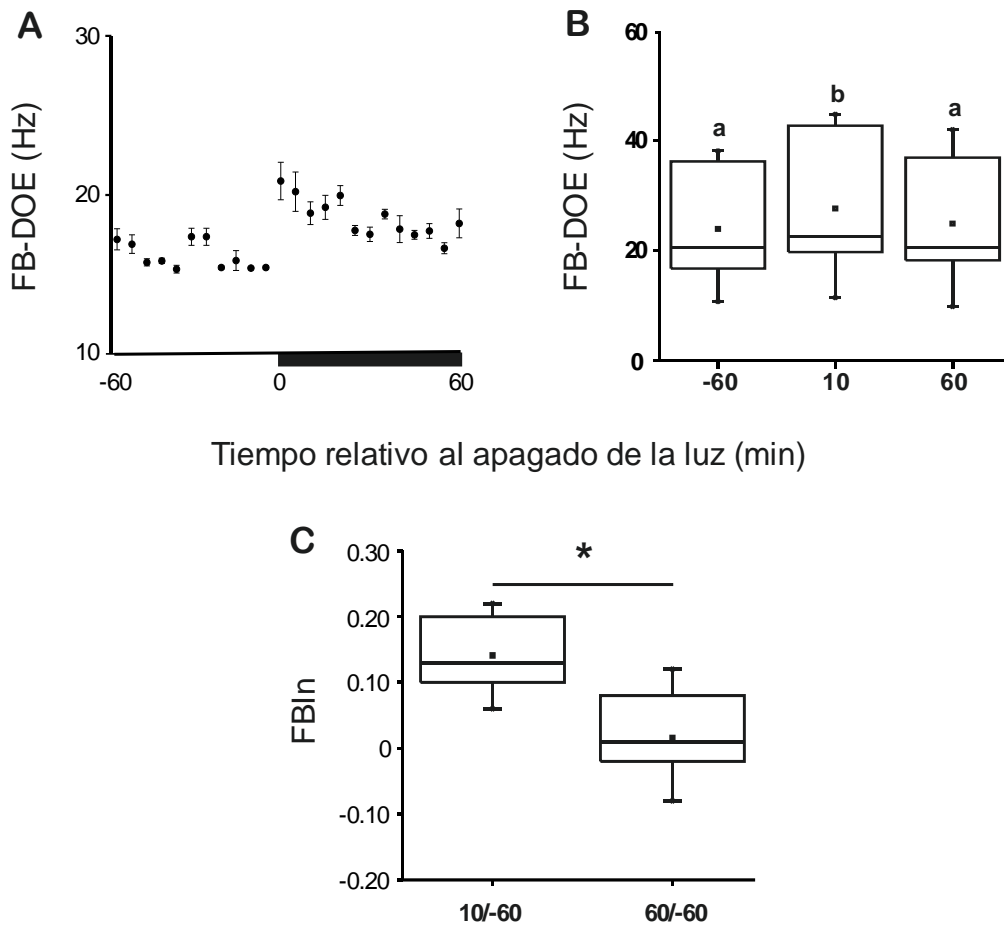 A
30
20
10
FB-DOE (Hz)
-60 0 60
B
60
40
20
0
FB-DOE (Hz)
a b a
-60 10 60
Tiempo relativo al apagado de la luz (min)
C
0.30
0.20
0.10
0
-0.10
-0.20
FBIn
*
10/-60 60/-60